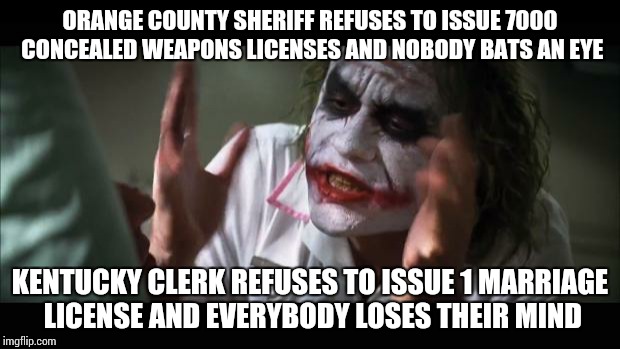 ORANGE COUNTY SHERIFF REFUSES TO ISSUE 7000
CONCEALED WEAPONS LICENSES AND NOBODY BATS AN EYE
KENTUCKY CLERK REFUSES TO ISSUE 1 MARRIAGE
LICENSE AND EVERYBODY LOSES THEIR MIND
imgflip.com